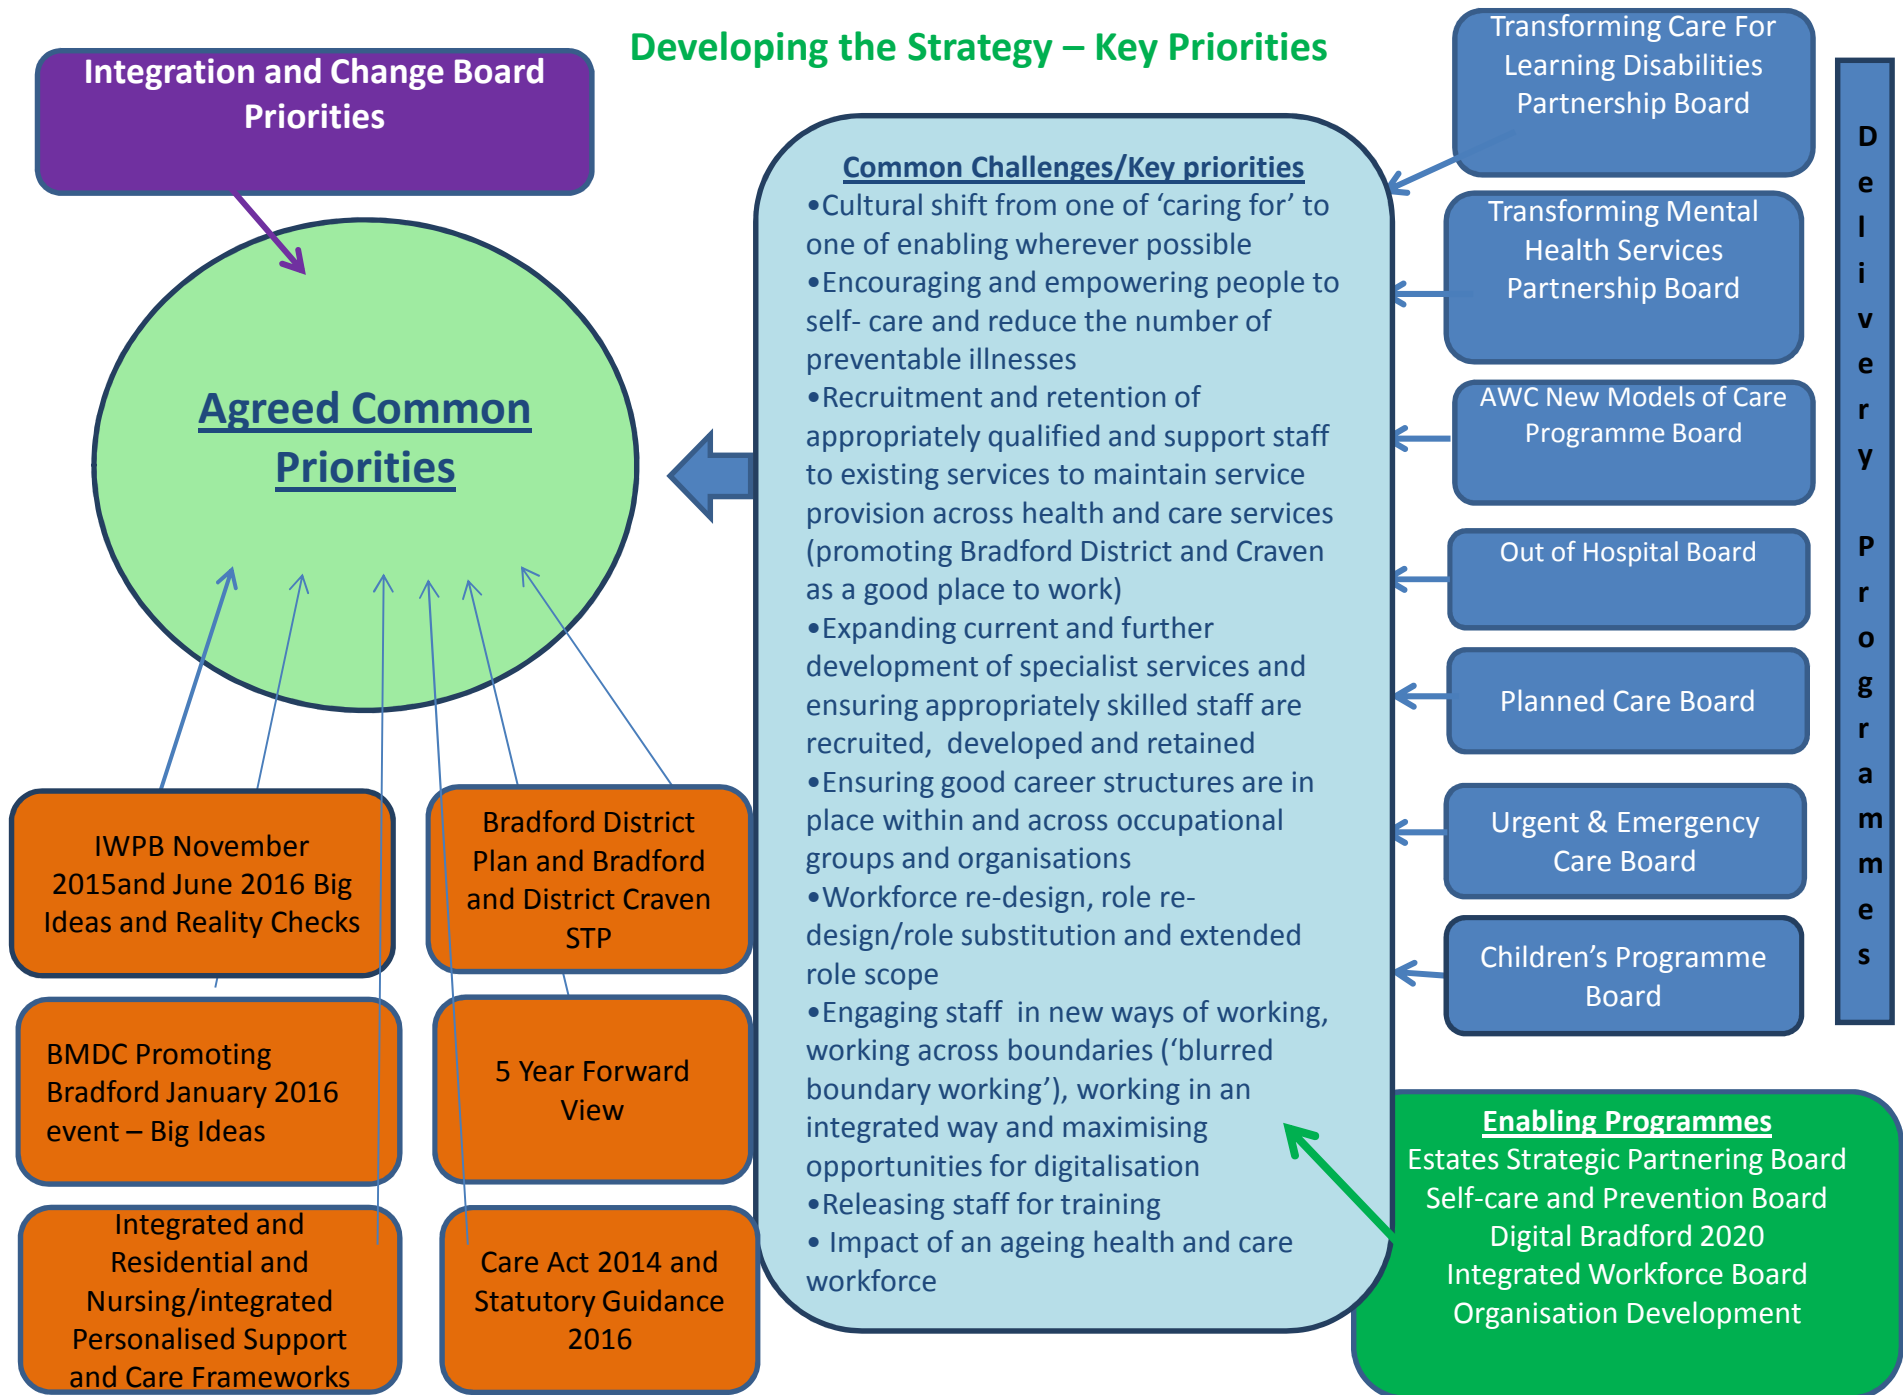 Developing the Strategy – Key Priorities
Integration and Change Board
Priorities
Agreed Common
Priorities
IWPB November
2015and June 2016 Big
Ideas and Reality Checks
Bradford District
Plan and Bradford
and District Craven
STP
BMDC Promoting
Bradford January 2016
event – Big Ideas
5 Year Forward
View
Integrated and
Residential and
Nursing/integrated
Personalised Support
and Care Frameworks
Care Act 2014 and
Statutory Guidance
2016
Common Challenges/Key priorities
•Cultural shift from one of ‘caring for’ to
one of enabling wherever possible
•Encouraging and empowering people to
self- care and reduce the number of
preventable illnesses
•Recruitment and retention of
appropriately qualified and support staff
to existing services to maintain service
provision across health and care services
(promoting Bradford District and Craven
as a good place to work)
•Expanding current and further
development of specialist services and
ensuring appropriately skilled staff are
recruited,  developed and retained
•Ensuring good career structures are in
place within and across occupational
groups and organisations
•Workforce re-design, role re-
design/role substitution and extended
role scope
•Engaging staff  in new ways of working,
working across boundaries (‘blurred
boundary working’), working in an
integrated way and maximising
opportunities for digitalisation
•Releasing staff for training
• Impact of an ageing health and care
workforce
Transforming Care For
Learning Disabilities
Partnership Board
Transforming Mental
Health Services
Partnership Board
AWC New Models of Care
Programme Board
Out of Hospital Board
Planned Care Board
Urgent & Emergency
Care Board
Children’s Programme
Board
Delivery Programmes
Enabling Programmes
Estates Strategic Partnering Board
Self-care and Prevention Board
Digital Bradford 2020
Integrated Workforce Board
Organisation Development